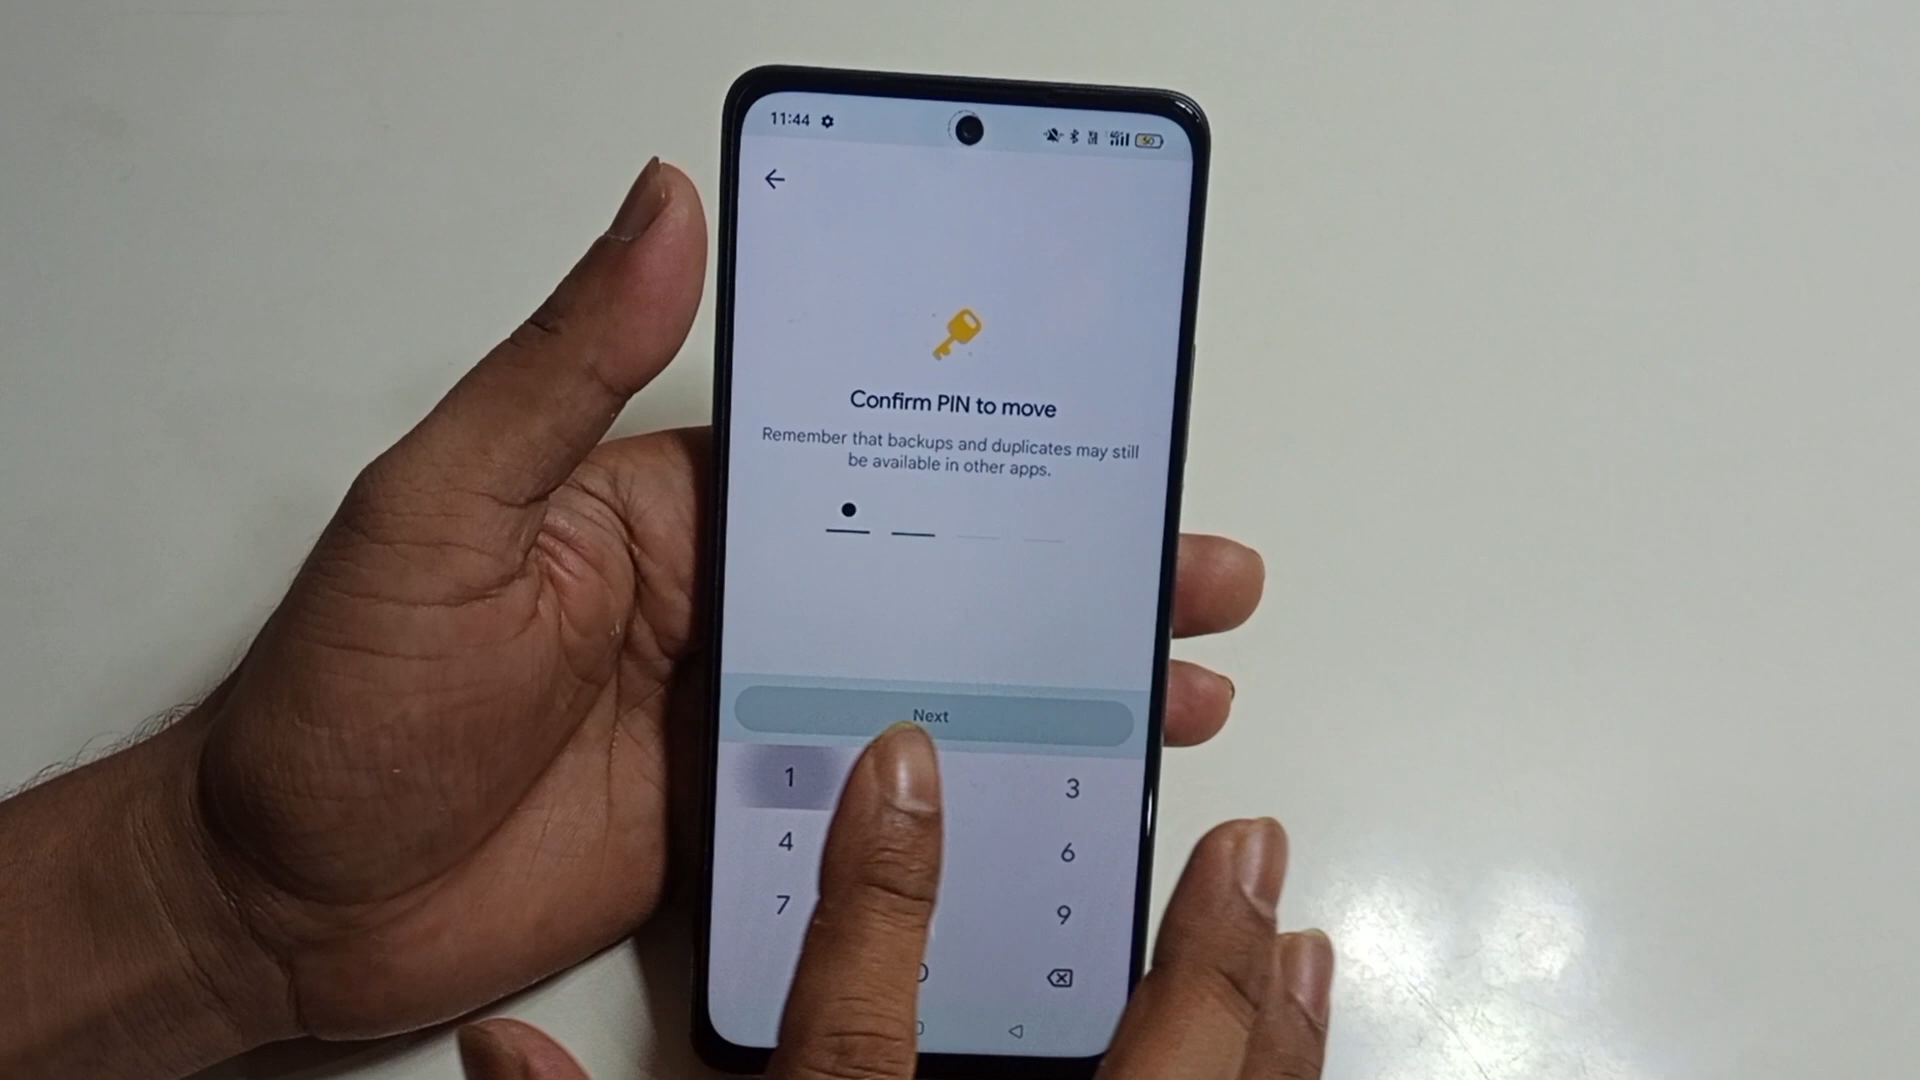 11:44
50
Confirm PIN to move
Remember that backups and duplicates may still
be available in other apps.
Next
1
3
4
6
7
9